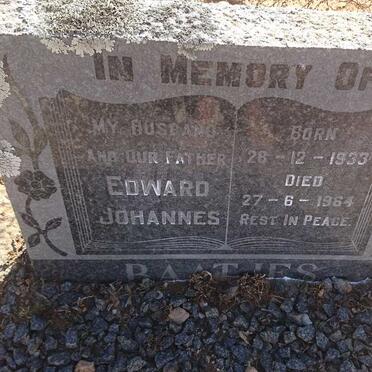 IN MEMORY OF
MY HUSBAND
AND OUR FATHER
EDWARD
JOHANNES
BORN
28-12-1933
DIED
27-6-1984
REST IN PEACE.